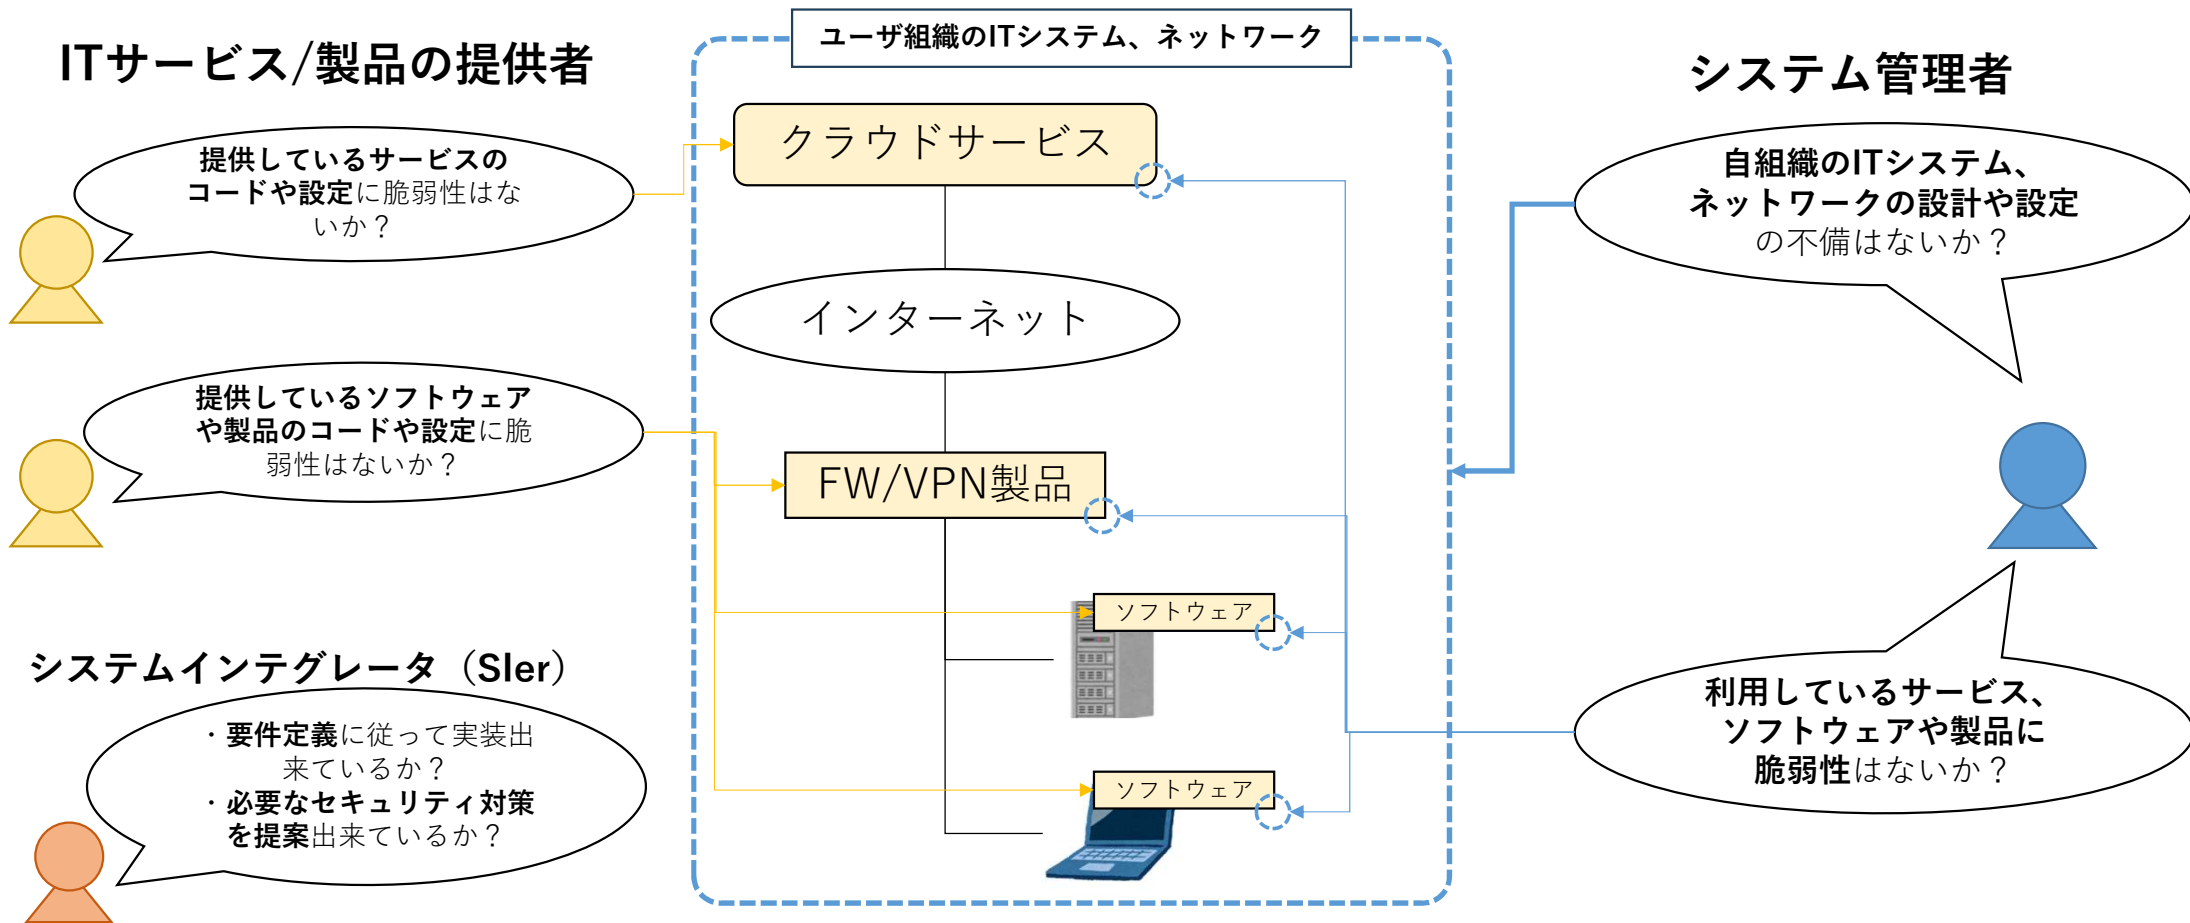 ITサービス/製品の提供者
提供しているサービスの
コードや設定に脆弱性はな
いか？
提供しているソフトウェア
や製品のコードや設定に脆
弱性はないか？
システムインテグレータ（SIer）
・要件定義に従って実装出
来ているか？
・必要なセキュリティ対策
を提案出来ているか？
ユーザ組織のITシステム、ネットワーク
クラウドサービス
インターネット
FW/VPN製品
ソフトウェア
ソフトウェア
システム管理者
自組織のITシステム、
ネットワークの設計や設定
の不備はないか？
利用しているサービス、
ソフトウェアや製品に
脆弱性はないか？